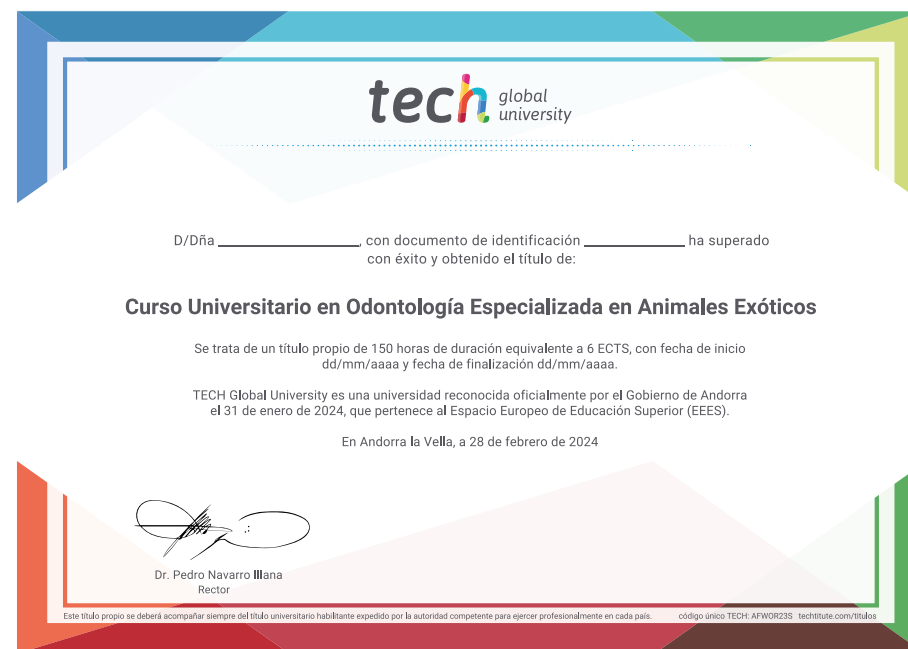 tech global university
D/Dña ____________________, con documento de identificación ______________ ha superado
con éxito y obtenido el título de:
Curso Universitario en Odontología Especializada en Animales Exóticos
Se trata de un título propio de 150 horas de duración equivalente a 6 ECTS, con fecha de inicio
dd/mm/aaaa y fecha de finalización dd/mm/aaaa.
TECH Global University es una universidad reconocida oficialmente por el Gobierno de Andorra
el 31 de enero de 2024, que pertenece al Espacio Europeo de Educación Superior (EEES).
En Andorra la Vella, a 28 de febrero de 2024
Dr. Pedro Navarro Illana
Rector
Este título propio se deberá acompañar siempre del título universitario habilitante expedido por la autoridad competente para ejercer profesionalmente en cada país. código único TECH: AFWOR23S techtitute.com/titulos